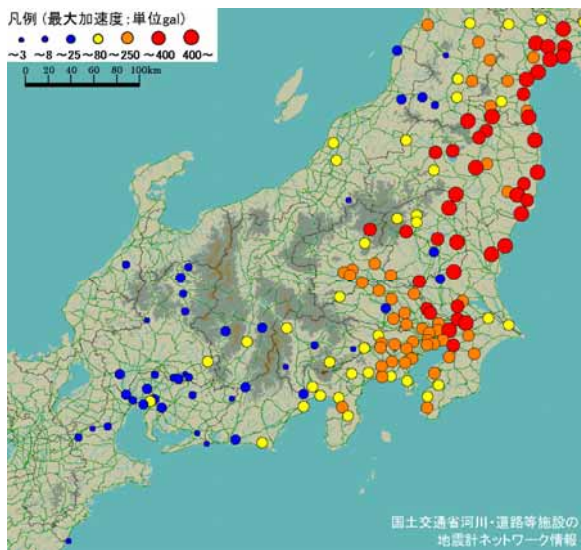 凡例 (最大加速度:単位gal)
~3 ~8 ~25 ~80 ~250 ~400 400~
0 20 40 60 80 100km
国土交通省河川・道路等施設の
地震計ネットワーク情報